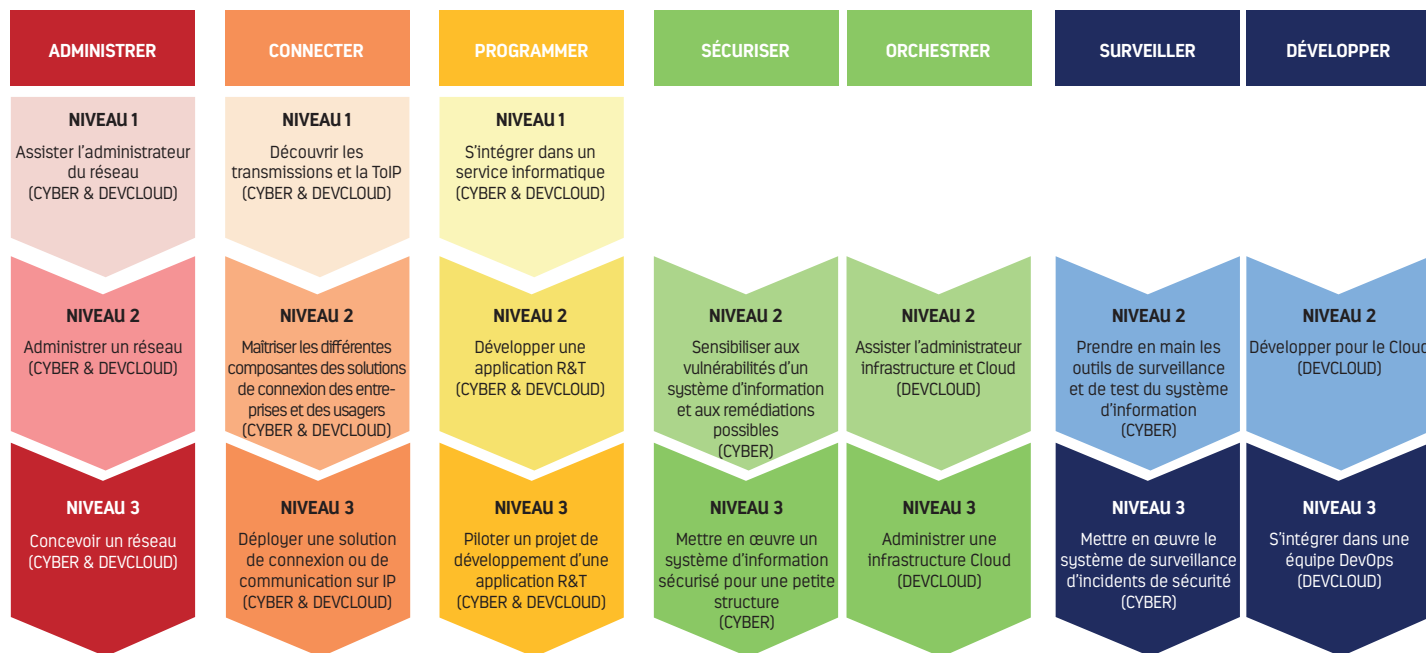 ADMINISTRER
CONNECTER
PROGRAMMER
SÉCURISER
ORCHESTRER
SURVEILLER
DÉVELOPPER
NIVEAU 1
Assister l'administrateur
du réseau
(CYBER & DEVCLOUD)
NIVEAU 1
Découvrir les
transmissions et la ToIP
(CYBER & DEVCLOUD)
NIVEAU 1
S'intégrer dans un
service informatique
(CYBER & DEVCLOUD)
NIVEAU 2
Administrer un réseau
(CYBER & DEVCLOUD)
NIVEAU 2
Maîtriser les différentes
composantes des solutions
de connexion des entre-
prises et des usagers
(CYBER & DEVCLOUD)
NIVEAU 2
Développer une
application R&T
(CYBER & DEVCLOUD)
NIVEAU 2
Sensibiliser aux
vulnérabilités d'un
système d'information
et aux remédiations
possibles
(CYBER)
NIVEAU 2
Assister l'administrateur
infrastructure et Cloud
(DEVCLOUD)
NIVEAU 2
Prendre en main les
outils de surveillance
et de test du système
d'information
(CYBER)
NIVEAU 2
Développer pour le Cloud
(DEVCLOUD)
NIVEAU 3
Concevoir un réseau
(CYBER & DEVCLOUD)
NIVEAU 3
Déployer une solution
de connexion ou de
communication sur IP
(CYBER & DEVCLOUD)
NIVEAU 3
Piloter un projet de
développement d'une
application R&T
(CYBER & DEVCLOUD)
NIVEAU 3
Mettre en œuvre un
système d'information
sécurisé pour une petite
structure
(CYBER)
NIVEAU 3
Administrer une
infrastructure Cloud
(DEVCLOUD)
NIVEAU 3
Mettre en œuvre le
système de surveillance
d'incidents de sécurité
(CYBER)
NIVEAU 3
S'intégrer dans une
équipe DevOps
(DEVCLOUD)